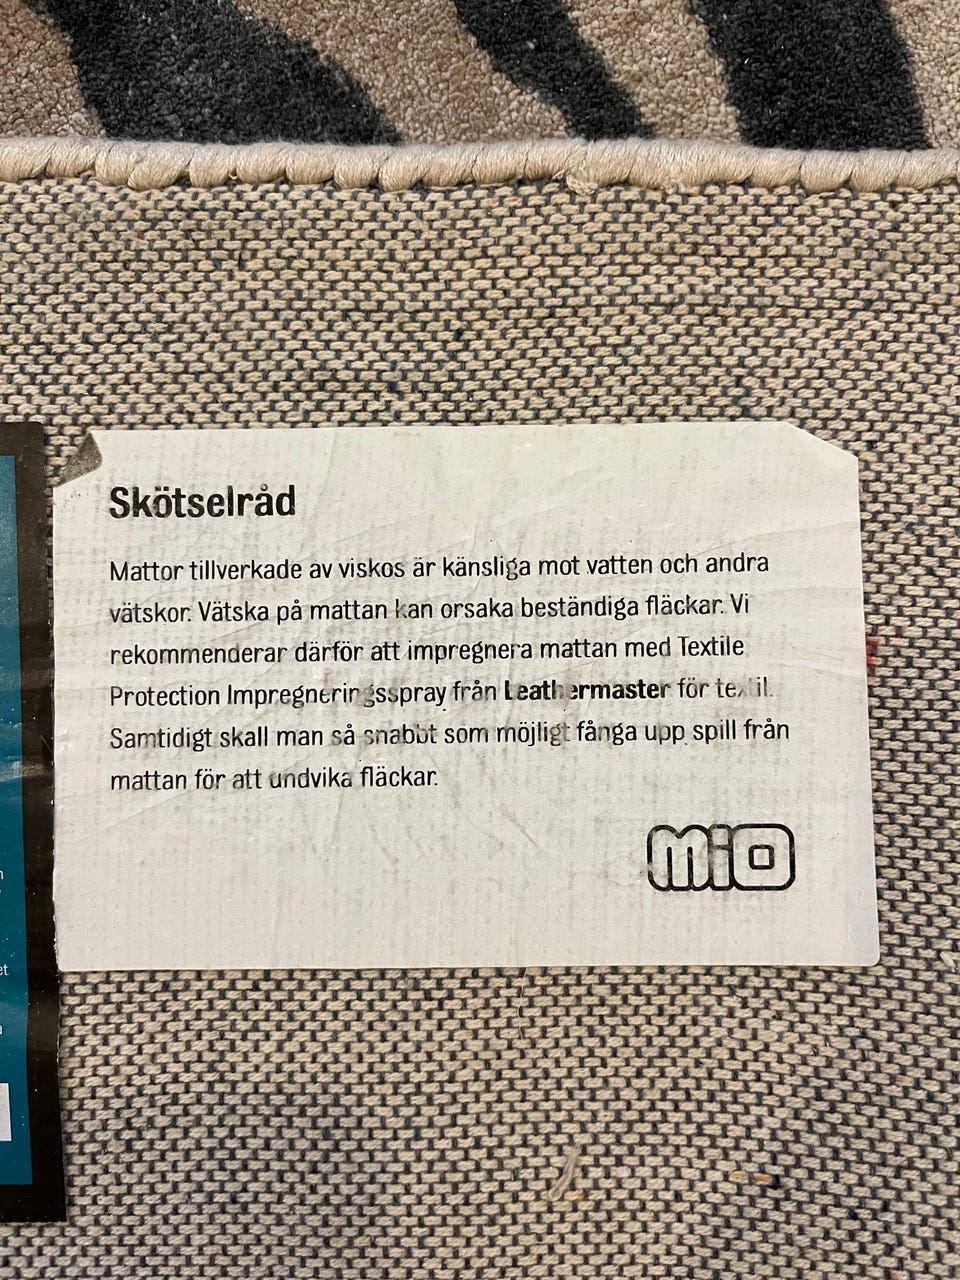 Skötselråd
Mattor tillverkade av viskos är känsliga mot vatten och andra
vätskor. Vätska på mattan kan orsaka beständiga fläckar. Vi
rekommenderar därför att impregnera mattan med Textile
Protection Impregneringsspray från Leathermaster för textil.
Samtidigt skall man så snabbt som möjligt fånga upp spill från
mattan för att undvika fläckar.
mio